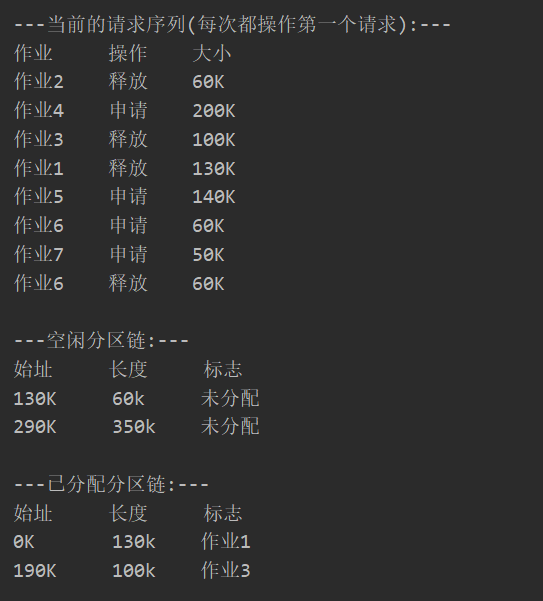 ---当前的请求序列(每次都操作第一个请求):---
作业 操作 大小
作业2 释放 60K
作业4 申请 200K
作业3 释放 100K
作业1 释放 130K
作业5 申请 140K
作业6 申请 60K
作业7 申请 50K
作业6 释放 60K
---空闲分区链:---
始址 长度 标志
130K 60k 未分配
290K 350k 未分配
---已分配分区链:---
始址 长度 标志
0K 130k 作业1
190K 100k 作业3